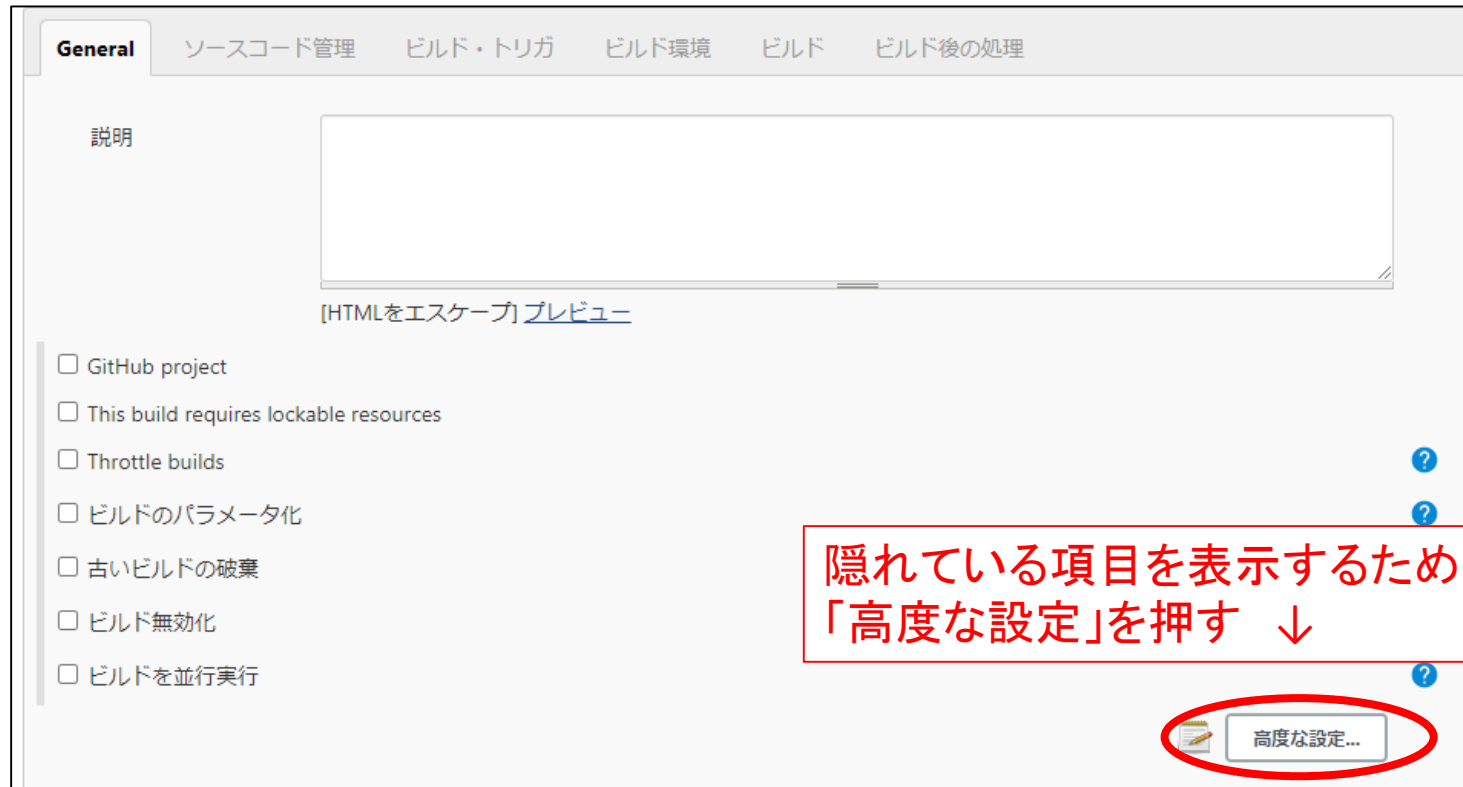 General ソースコード管理 ビルド・トリガ ビルド環境 ビルド ビルド後の処理
説明
[HTMLをエスケープ] プレビュー
GitHub project
This build requires lockable resources
Throttle builds
ビルドのパラメータ化
古いビルドの破棄
ビルド無効化
ビルドを並行実行
隠れている項目を表示するため
「高度な設定」を押す ↓
高度な設定...